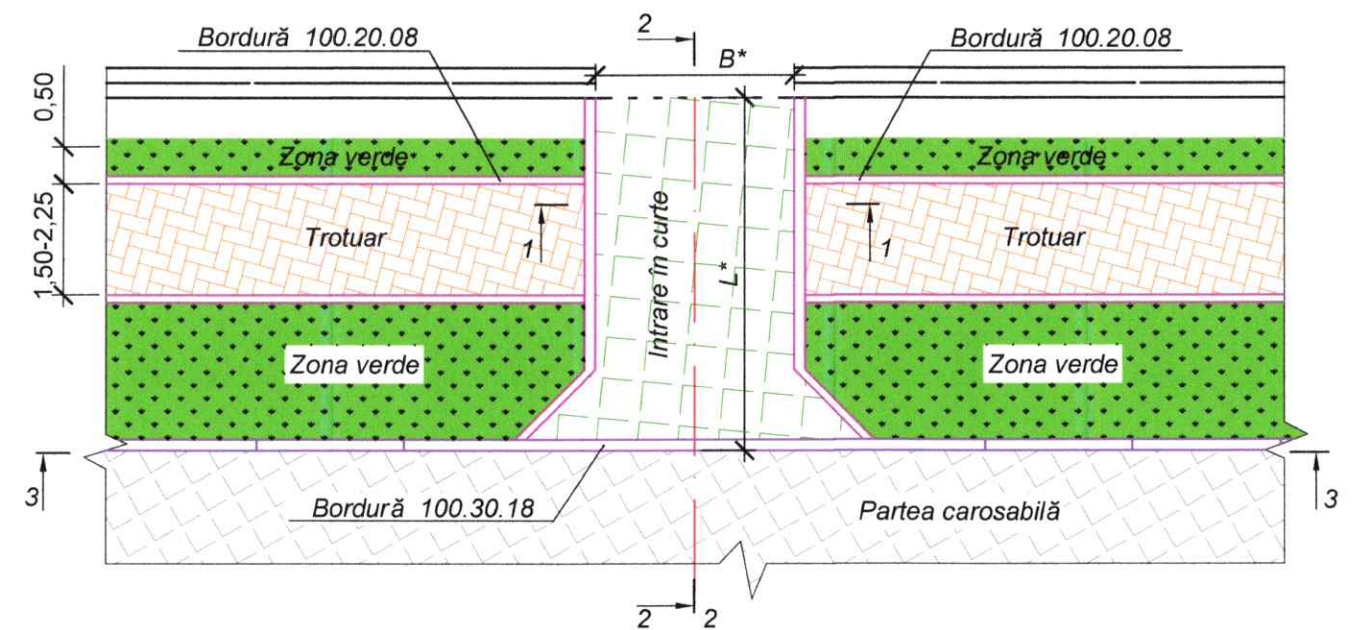 2
Bordură 100.20.08
B*
Bordură 100.20.08
0,50
Zona verde
Zona verde
1,50-2,25
Trotuar
1
Intrare în curte
L*
1
Trotuar
Zona verde
Zona verde
3
Bordură 100.30.18
Partea carosabilă
3
2
2